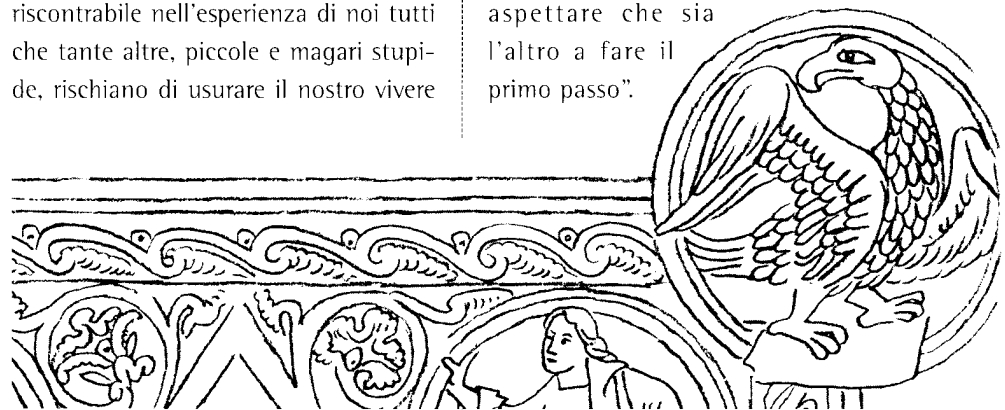 riscontrabile nell'esperienza di noi tutti
che tante altre, piccole e magari stupi-
de, rischiano di usurare il nostro vivere
aspettare che sia
l'altro a fare il
primo passo”.